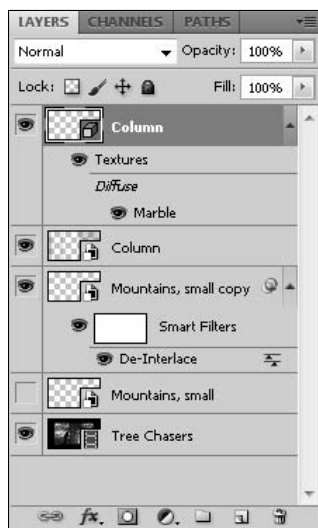 LAYERS CHANNELS PATHS
Normal Opacity: 100%
Lock: Fill: 100%
Column
Textures
Diffuse
Marble
Column
Mountains, small copy
Smart Filters
De-Interlace
Mountains, small
Tree Chasers
fx.